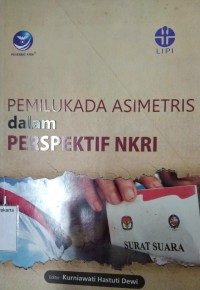 LIPI
PEMILUKADA ASIMETRIS
dalam
PERSPEKTIF NKRI
SURAT SUARA
Editor: Kurniawati Hastuti Dewi